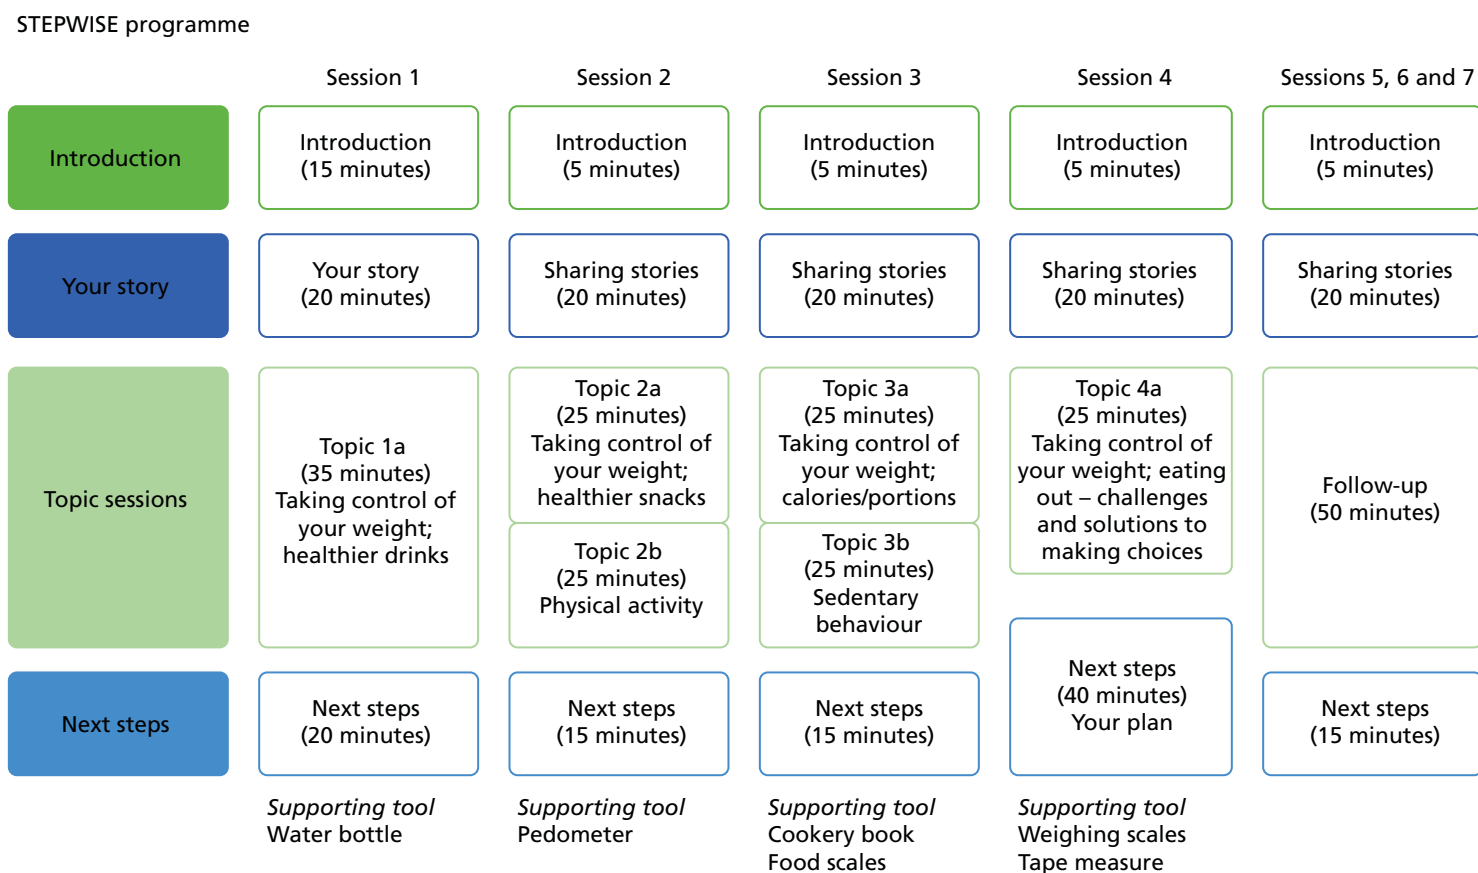 STEPWISE programme
Session 1
Session 2
Session 3
Session 4
Sessions 5, 6 and 7
Introduction
Introduction
(15 minutes)
Introduction
(5 minutes)
Introduction
(5 minutes)
Introduction
(5 minutes)
Introduction
(5 minutes)
Your story
Your story
(20 minutes)
Sharing stories
(20 minutes)
Sharing stories
(20 minutes)
Sharing stories
(20 minutes)
Sharing stories
(20 minutes)
Topic sessions
Topic 1a
(35 minutes)
Taking control of
your weight;
healthier drinks
Topic 2a
(25 minutes)
Taking control of
your weight;
healthier snacks
Topic 2b
(25 minutes)
Physical activity
Topic 3a
(25 minutes)
Taking control of
your weight;
calories/portions
Topic 3b
(25 minutes)
Sedentary
behaviour
Topic 4a
(25 minutes)
Taking control of
your weight; eating
out – challenges
and solutions to
making choices
Follow-up
(50 minutes)
Next steps
Next steps
(20 minutes)
Next steps
(15 minutes)
Next steps
(15 minutes)
Next steps
(40 minutes)
Your plan
Next steps
(15 minutes)
Supporting tool
Water bottle
Supporting tool
Pedometer
Supporting tool
Cookery book
Food scales
Supporting tool
Weighing scales
Tape measure